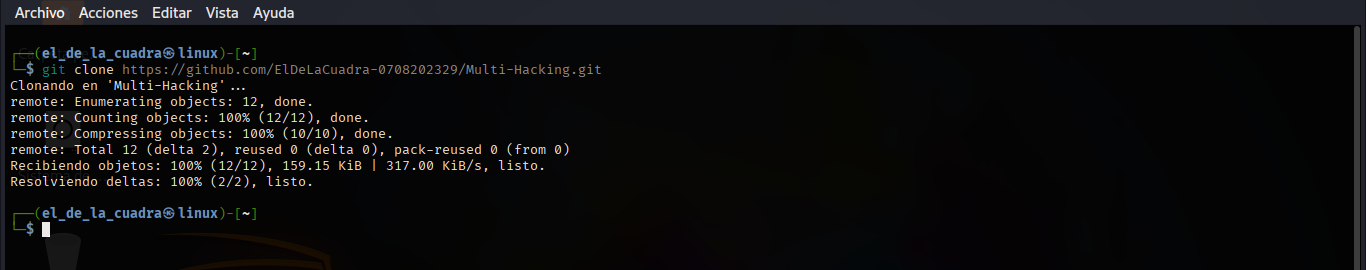 Archivo Acciones Editar Vista Ayuda
┌──(el_de_la_cuadra㉿linux)-[~]
└─$ git clone https://github.com/ElDeLaCuadra-0708202329/Multi-Hacking.git
Clonando en 'Multi-Hacking'...
remote: Enumerating objects: 12, done.
remote: Counting objects: 100% (12/12), done.
remote: Compressing objects: 100% (10/10), done.
remote: Total 12 (delta 2), reused 0 (delta 0), pack-reused 0 (from 0)
Recibiendo objetos: 100% (12/12), 159.15 KiB | 317.00 KiB/s, listo.
Resolviendo deltas: 100% (2/2), listo.
┌──(el_de_la_cuadra㉿linux)-[~]
└─$